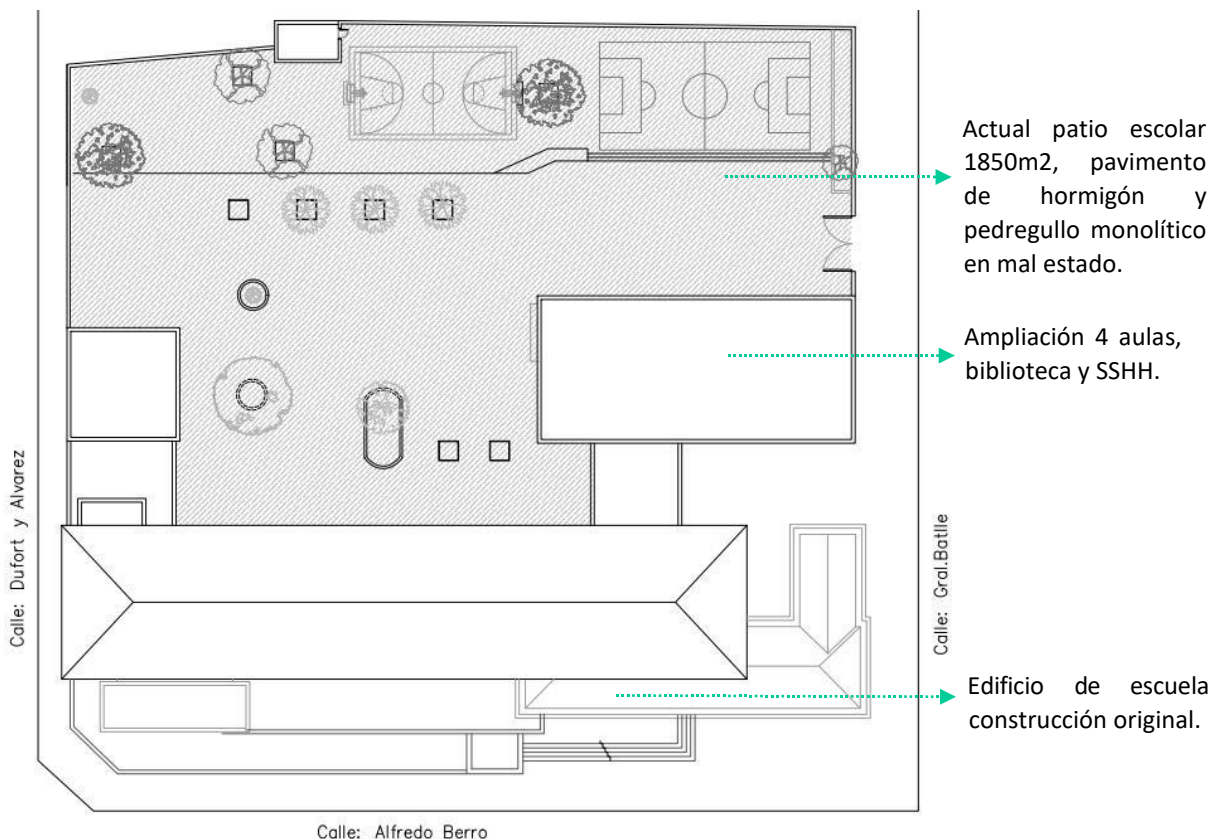 Actual patio escolar
1850m2, pavimento
de hormigón y
pedregullo monolítico
en mal estado.
Ampliación 4 aulas,
biblioteca y SSHH.
Calle: Dufort y Alvarez
Calle: Gral.Batlle
Edificio de escuela
construcción original.
Calle: Alfredo Berro